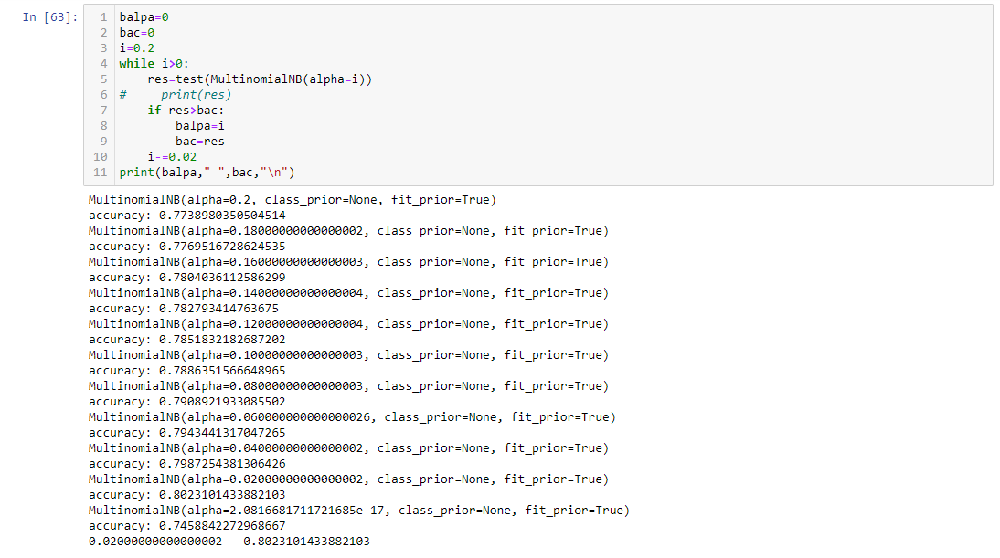 In [63]:
1 balpa=0
2 bac=0
3 i=0.2
4 while i>0:
5     res=test(MultinomialNB(alpha=i))
6 #     print(res)
7     if res>bac:
8         balpa=i
9         bac=res
10     i-=0.02
11 print(balpa," ",bac,"\n")
MultinomialNB(alpha=0.2, class_prior=None, fit_prior=True)
accuracy: 0.7738980350504514
MultinomialNB(alpha=0.18000000000000002, class_prior=None, fit_prior=True)
accuracy: 0.7769516728624535
MultinomialNB(alpha=0.16000000000000003, class_prior=None, fit_prior=True)
accuracy: 0.7804036112586299
MultinomialNB(alpha=0.14000000000000004, class_prior=None, fit_prior=True)
accuracy: 0.782793414763675
MultinomialNB(alpha=0.12000000000000004, class_prior=None, fit_prior=True)
accuracy: 0.7851832182687202
MultinomialNB(alpha=0.10000000000000003, class_prior=None, fit_prior=True)
accuracy: 0.7886351566648965
MultinomialNB(alpha=0.08000000000000003, class_prior=None, fit_prior=True)
accuracy: 0.7908921933085502
MultinomialNB(alpha=0.060000000000000026, class_prior=None, fit_prior=True)
accuracy: 0.7943441317047265
MultinomialNB(alpha=0.04000000000000002, class_prior=None, fit_prior=True)
accuracy: 0.7987254381306426
MultinomialNB(alpha=0.02000000000000002, class_prior=None, fit_prior=True)
accuracy: 0.8023101433882103
MultinomialNB(alpha=2.0816681711721685e-17, class_prior=None, fit_prior=True)
accuracy: 0.7458842272968667
0.02000000000000002   0.8023101433882103